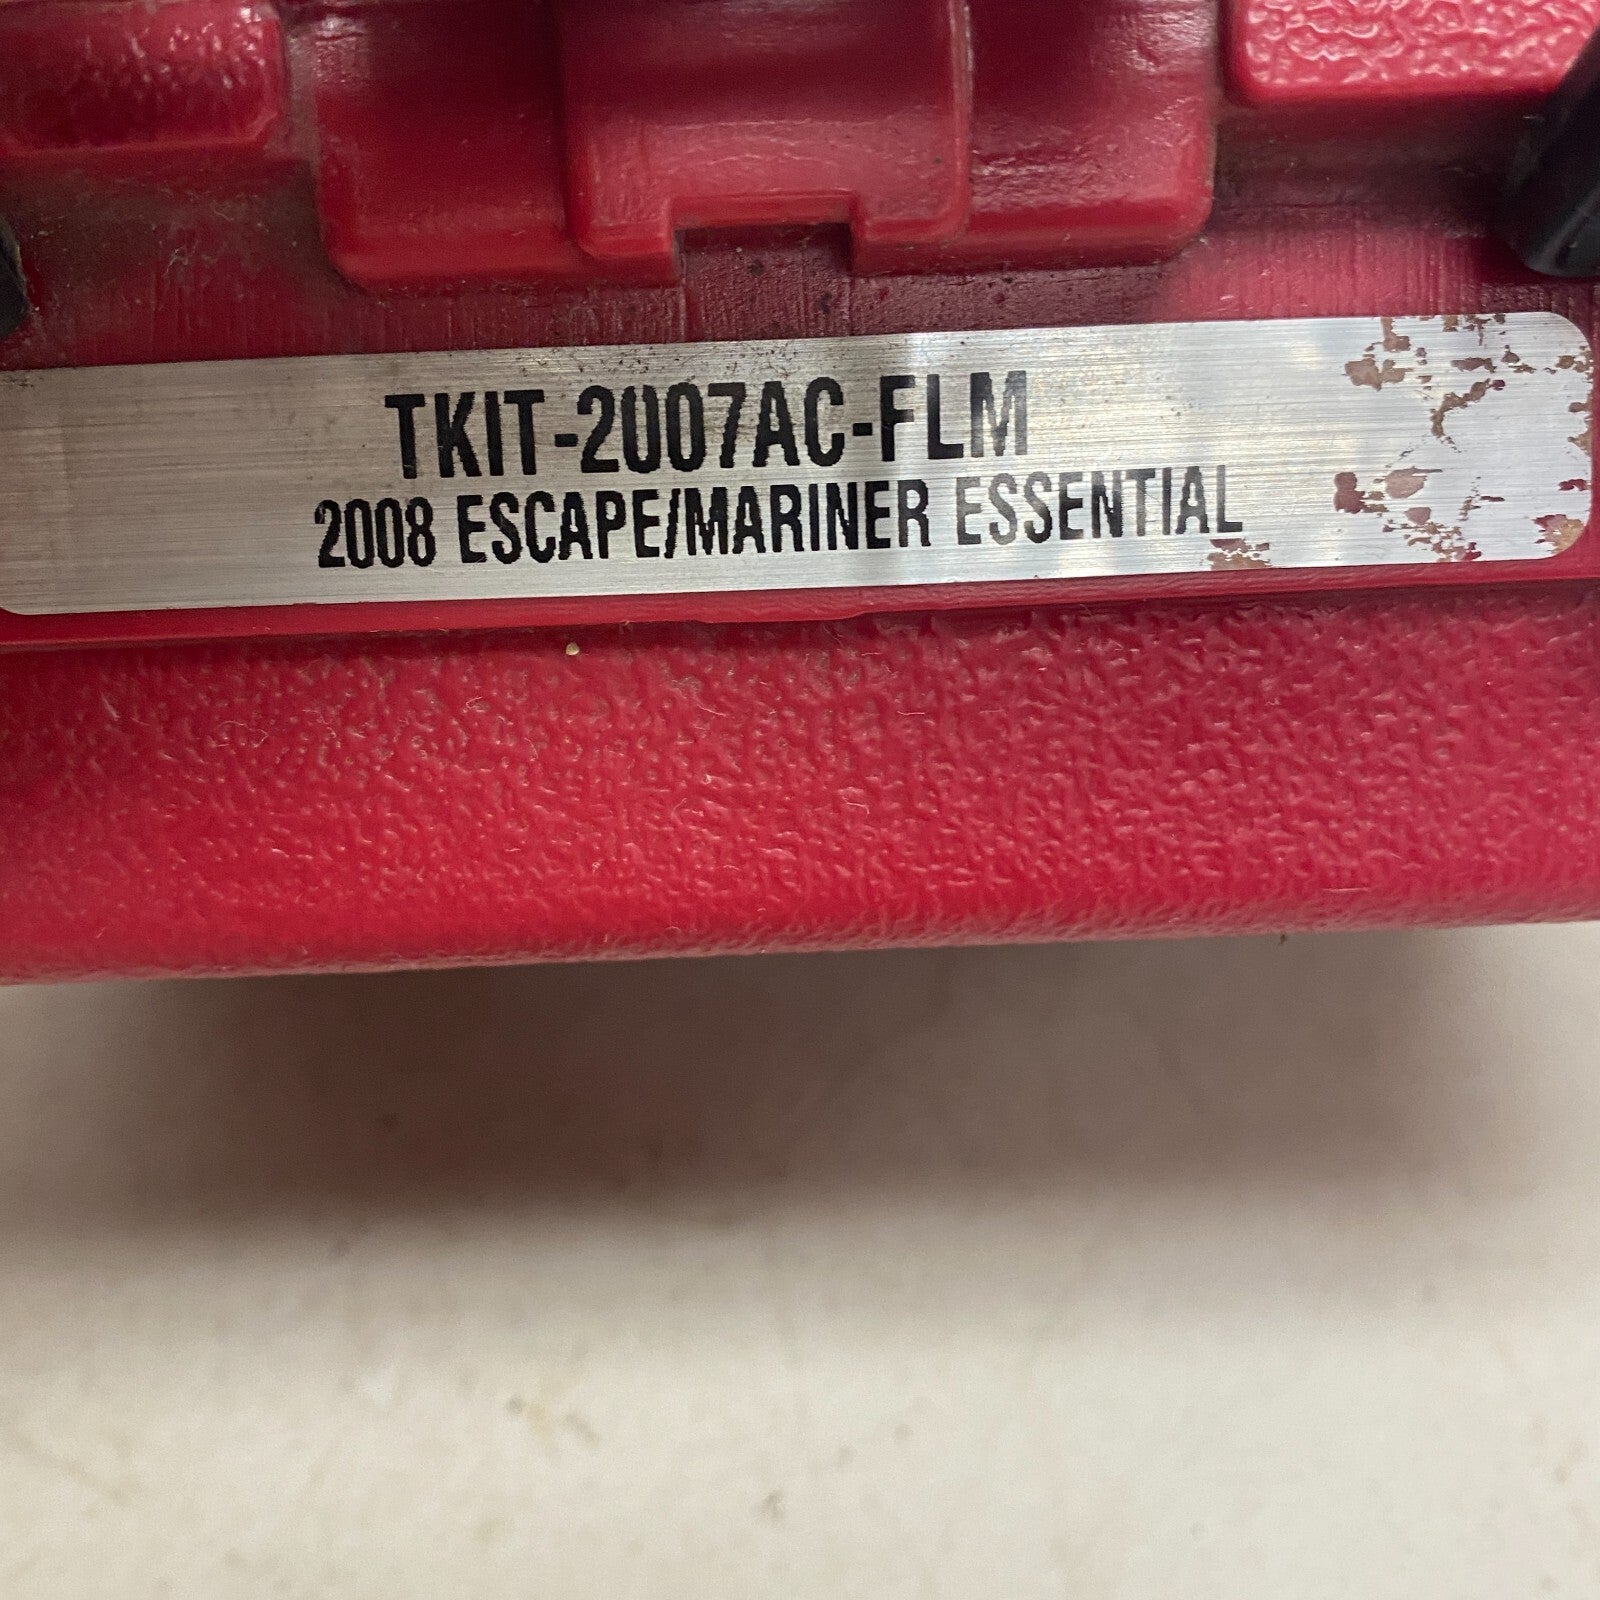 TKIT-2007AC-FLM
2008 ESCAPE/MARINER ESSENTIAL